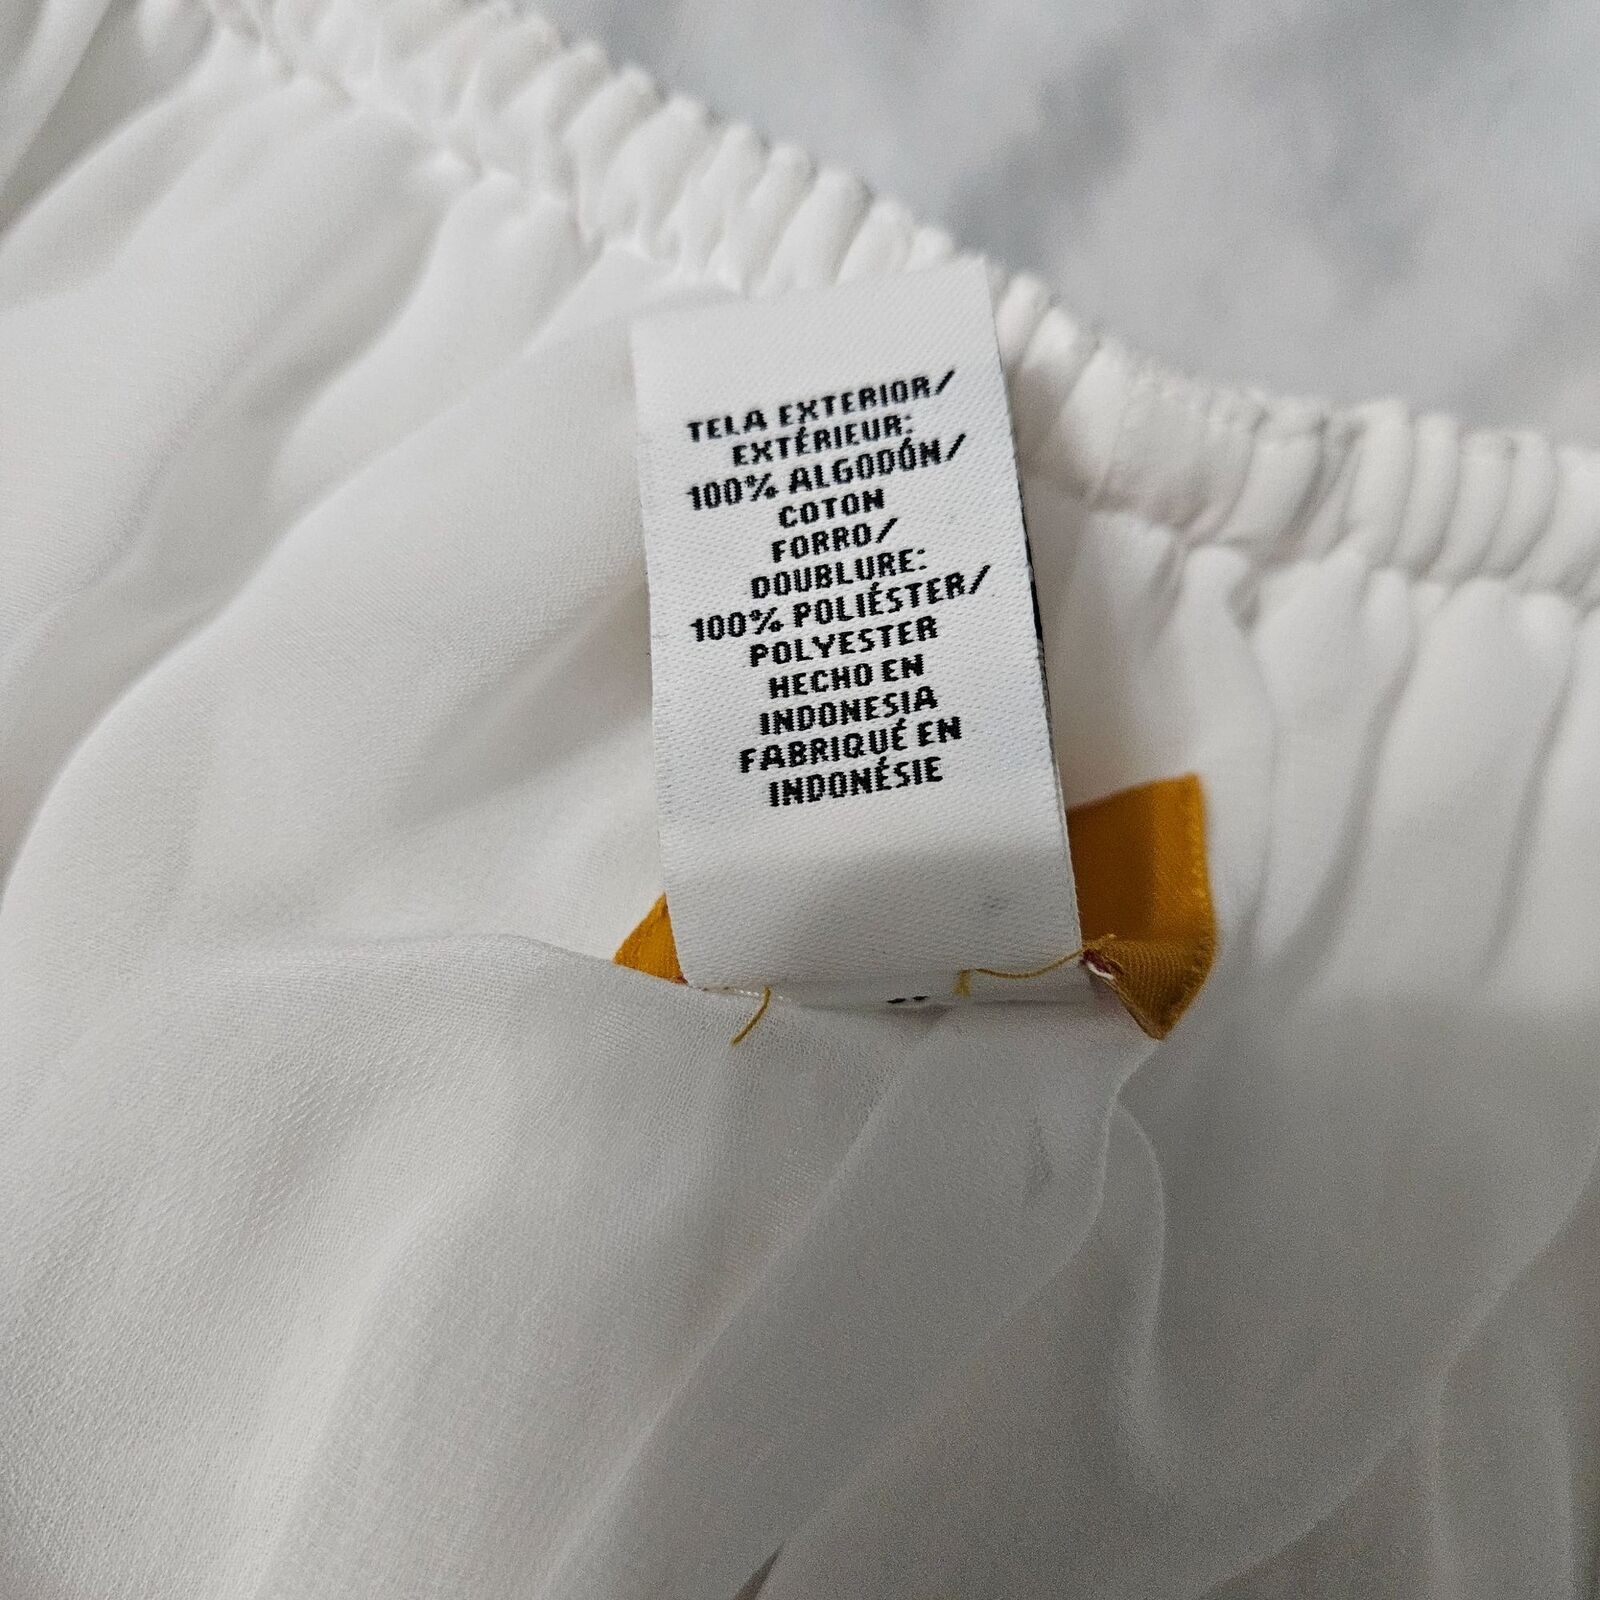 TELA EXTERIOR/
EXTÉRIEUR:
100% ALGODÓN/
COTON
FORRO/
DOUBLURE:
100% POLIÉSTER/
POLYESTER
HECHO EN
INDONESIA
FABRIQUÉ EN
INDONÉSIE